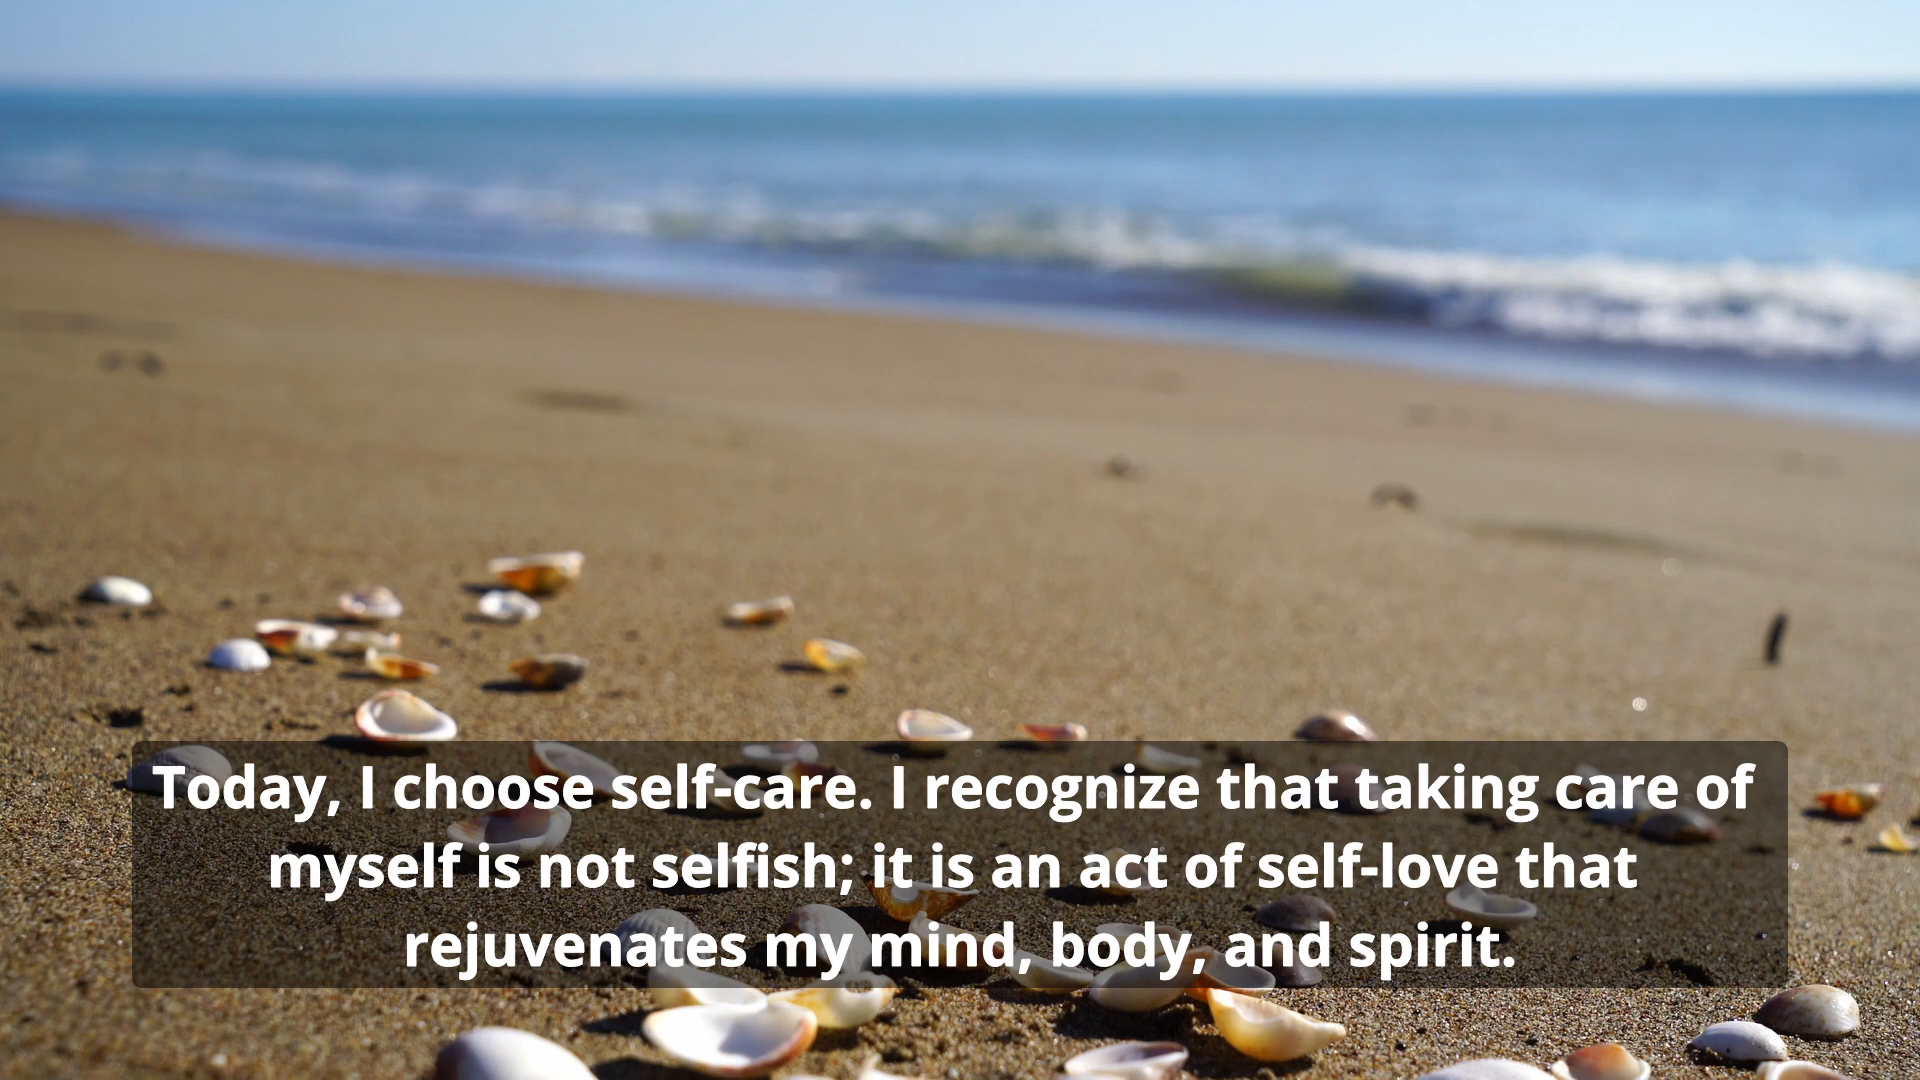 Today, I choose self-care. I recognize that taking care of
myself is not selfish; it is an act of self-love that
rejuvenates my mind, body, and spirit.